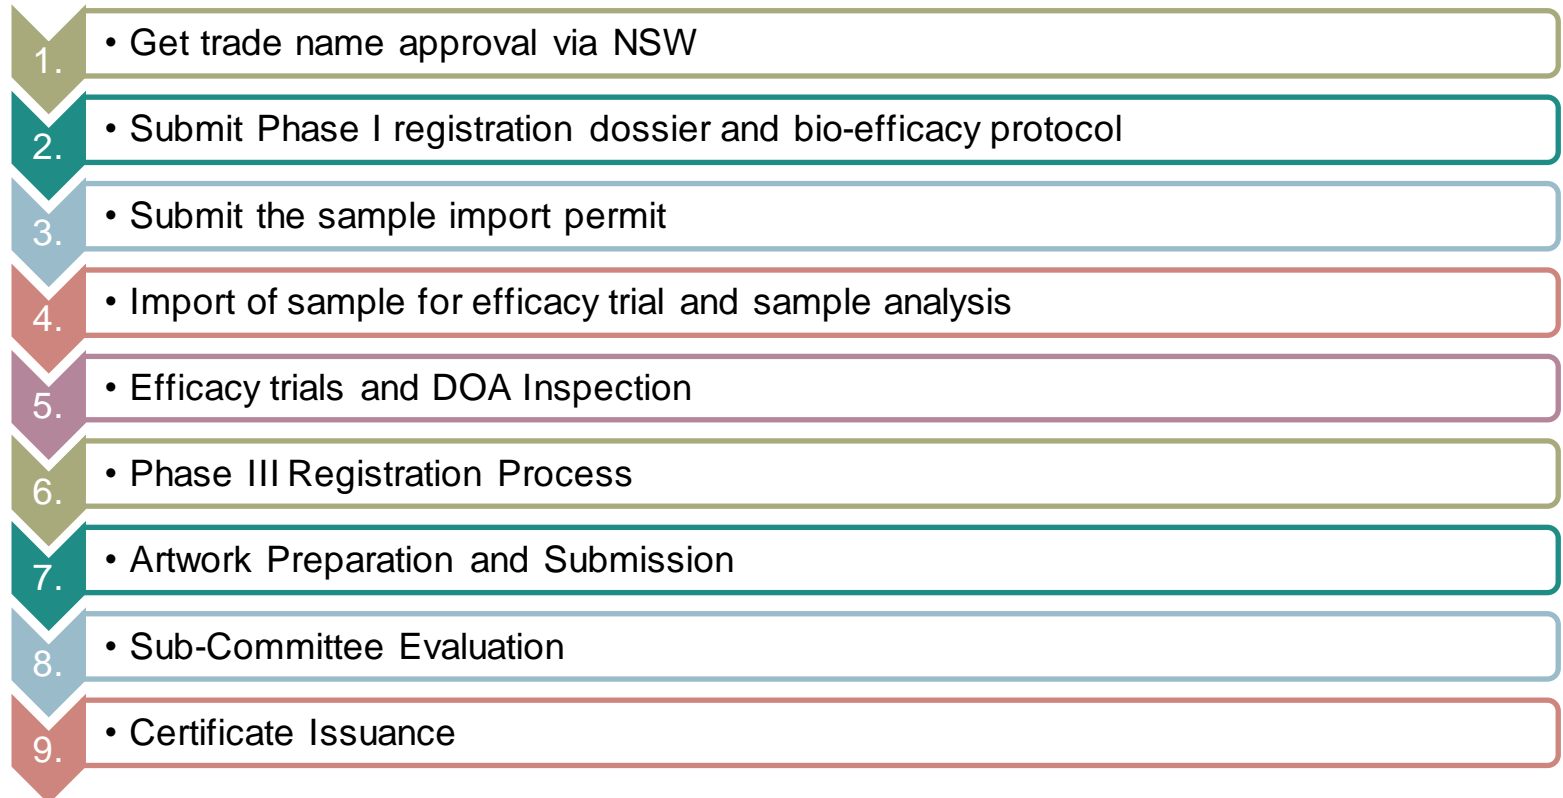 1. • Get trade name approval via NSW
2. • Submit Phase I registration dossier and bio-efficacy protocol
3. • Submit the sample import permit
4. • Import of sample for efficacy trial and sample analysis
5. • Efficacy trials and DOA Inspection
6. • Phase III Registration Process
7. • Artwork Preparation and Submission
8. • Sub-Committee Evaluation
9. • Certificate Issuance